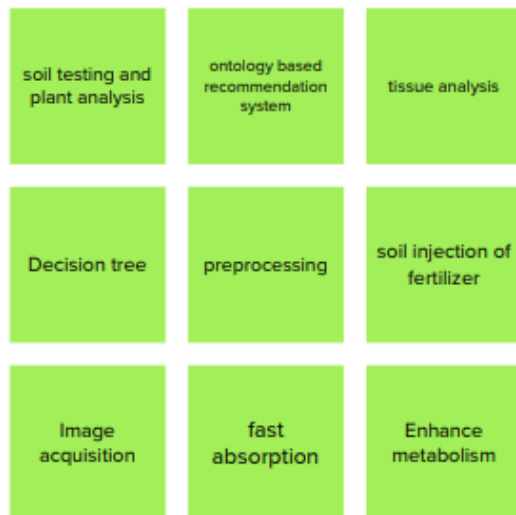 soil testing and
plant analysis
ontology based
recommendation
system
tissue analysis
Decision tree
preprocessing
soil injection of
fertilizer
Image
acquisition
fast
absorption
Enhance
metabolism